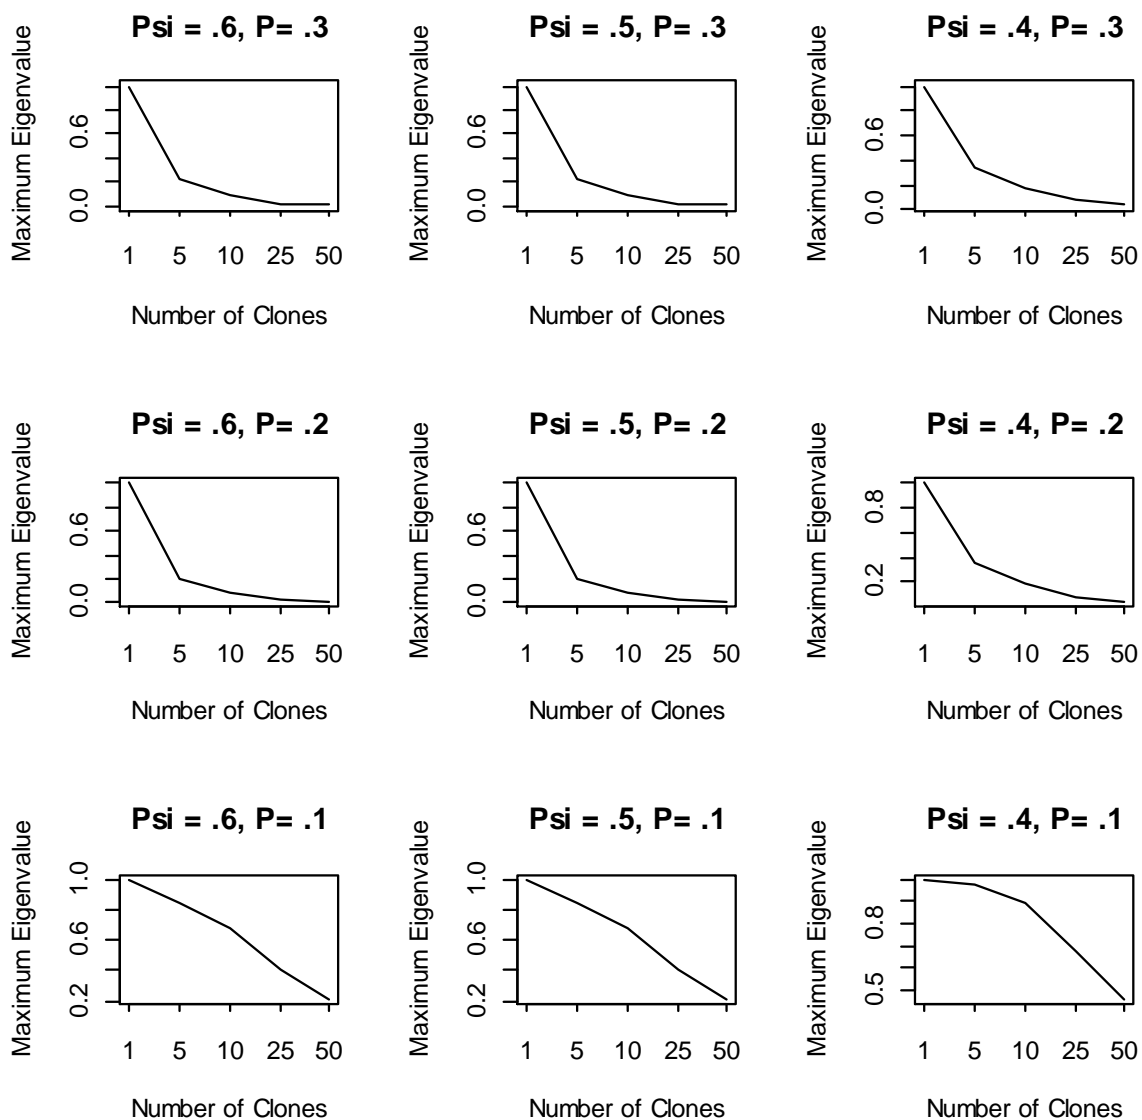 Psi = .6, P= .3
Maximum Eigenvalue
0.6
0.0
1 5 10 25 50
Number of Clones
Psi = .5, P= .3
Maximum Eigenvalue
0.6
0.0
1 5 10 25 50
Number of Clones
Psi = .4, P= .3
Maximum Eigenvalue
0.6
0.0
1 5 10 25 50
Number of Clones
Psi = .6, P= .2
Maximum Eigenvalue
0.6
0.0
1 5 10 25 50
Number of Clones
Psi = .5, P= .2
Maximum Eigenvalue
0.6
0.0
1 5 10 25 50
Number of Clones
Psi = .4, P= .2
Maximum Eigenvalue
0.8
0.2
1 5 10 25 50
Number of Clones
Psi = .6, P= .1
Maximum Eigenvalue
1.0
0.6
0.2
1 5 10 25 50
Number of Clones
Psi = .5, P= .1
Maximum Eigenvalue
1.0
0.6
0.2
1 5 10 25 50
Number of Clones
Psi = .4, P= .1
Maximum Eigenvalue
0.8
0.5
1 5 10 25 50
Number of Clones